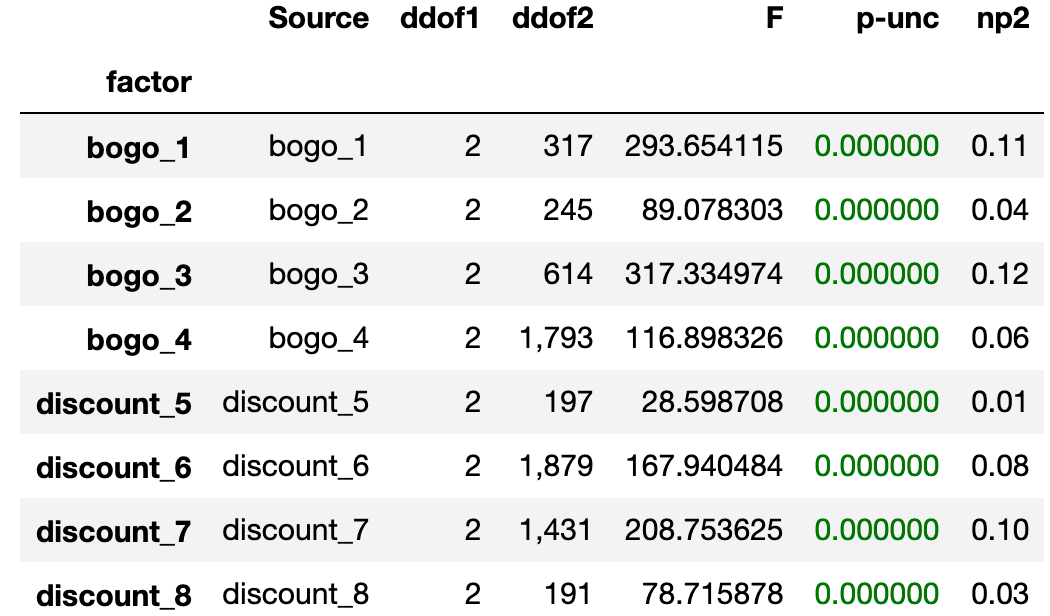 Source ddof1 ddof2 F p-unc np2
factor
bogo_1 bogo_1 2 317 293.654115 0.000000 0.11
bogo_2 bogo_2 2 245 89.078303 0.000000 0.04
bogo_3 bogo_3 2 614 317.334974 0.000000 0.12
bogo_4 bogo_4 2 1,793 116.898326 0.000000 0.06
discount_5 discount_5 2 197 28.598708 0.000000 0.01
discount_6 discount_6 2 1,879 167.940484 0.000000 0.08
discount_7 discount_7 2 1,431 208.753625 0.000000 0.10
discount_8 discount_8 2 191 78.715878 0.000000 0.03